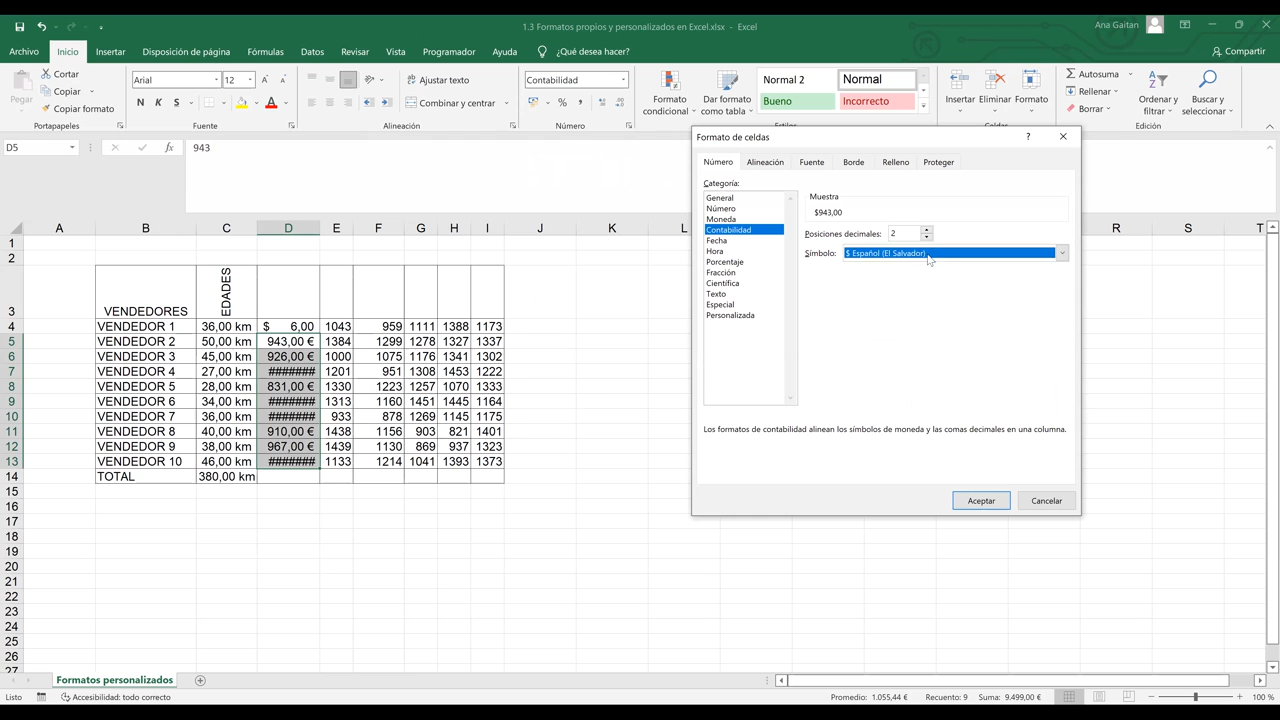 1.3 Formatos propios y personalizados en Excel.xlsx - Excel
Ana Gaitan
Archivo Inicio Insertar Disposición de página Fórmulas Datos Revisar Vista Programador Ayuda ¿Qué desea hacer? Compartir
Pegar Cortar Copiar Copiar formato
Portapapeles
Arial 12
N K S
Fuente
Ajustar texto
Combinar y centrar
Alineación
Contabilidad
Número
Formato condicional
Dar formato como tabla
Normal 2 Normal
Bueno Incorrecto
Estilos
Insertar Eliminar Formato
Celdas
Autosuma
Rellenar
Borrar
Ordenar y filtrar
Buscar y seleccionar
Edición
D5 fx 943
A B C D E F G H I J K L R S T
1
2
3 VENDEDORES EDADES
4 VENDEDOR 1 36,00 km $ 6,00 1043 959 1111 1388 1173
5 VENDEDOR 2 50,00 km 943,00 € 1384 1299 1278 1327 1337
6 VENDEDOR 3 45,00 km 926,00 € 1000 1075 1176 1341 1302
7 VENDEDOR 4 27,00 km ####### 1201 951 1308 1453 1222
8 VENDEDOR 5 28,00 km 831,00 € 1330 1223 1257 1070 1333
9 VENDEDOR 6 34,00 km ####### 1313 1160 1451 1445 1164
10 VENDEDOR 7 36,00 km ####### 933 878 1269 1145 1175
11 VENDEDOR 8 40,00 km 910,00 € 1438 1156 903 821 1401
12 VENDEDOR 9 38,00 km 967,00 € 1439 1130 869 937 1323
13 VENDEDOR 10 46,00 km ####### 1133 1214 1041 1393 1373
14 TOTAL 380,00 km
15
16
17
18
19
20
21
22
23
24
25
26
27
Formato de celdas ?
Número Alineación Fuente Borde Relleno Proteger
Categoría:
General
Número
Moneda
Contabilidad
Fecha
Hora
Porcentaje
Fracción
Científica
Texto
Especial
Personalizada
Muestra
$943,00
Posiciones decimales: 2
Símbolo: $ Español (El Salvador)
Los formatos de contabilidad alinean los símbolos de moneda y las comas decimales en una columna.
Aceptar Cancelar
Formatos personalizados
Listo Accesibilidad: todo correcto Promedio: 1.055,44 € Recuento: 9 Suma: 9.499,00 € 100 %